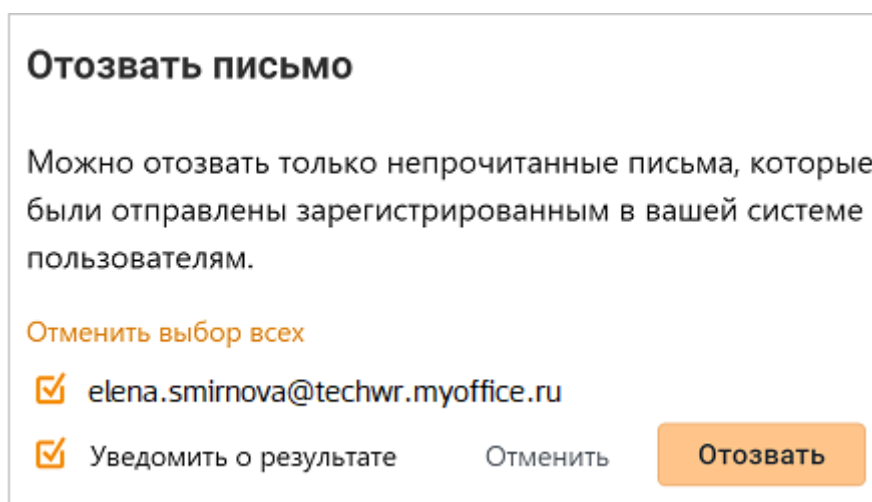 Отозвать письмо
Можно отозвать только непрочитанные письма, которые
были отправлены зарегистрированным в вашей системе
пользователям.
Отменить выбор всех
elena.smirnova@techwr.myoffice.ru
Уведомить о результате Отменить Отозвать